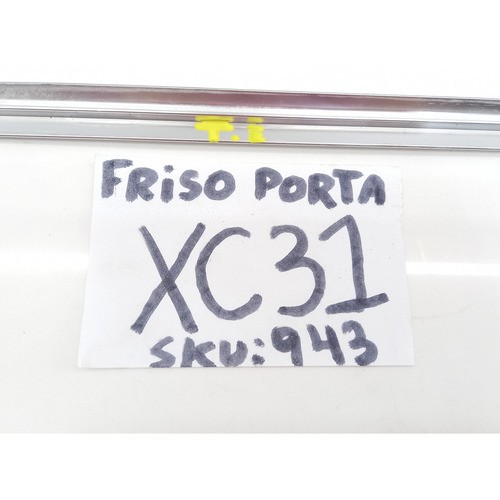 T.E
FRISO PORTA
XC31
SKU:943